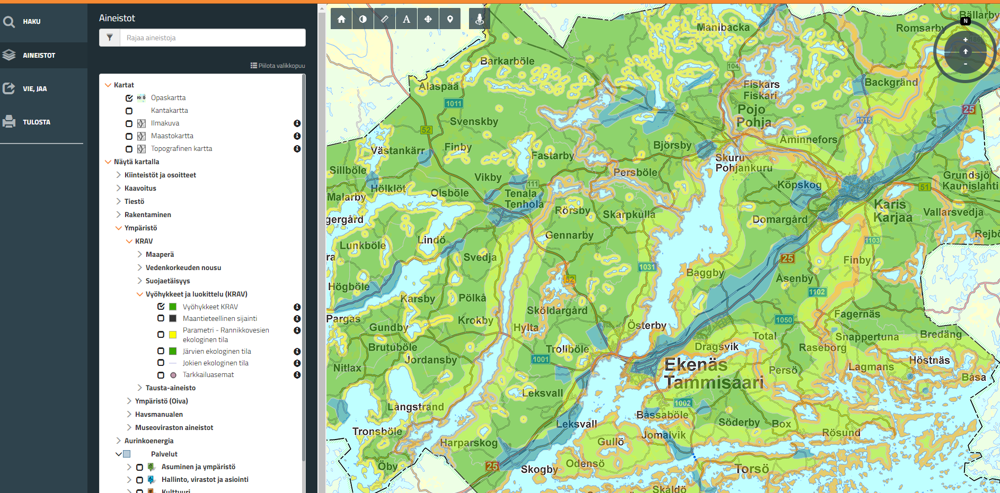 HAKU
AINEISTOT
VIE, JAA
TULOSTA
Aineistot
Rajaa aineistoja
Piilota valikkopuu
Kartat
Opaskartta
Kantakartta
Ilmakuva
Maastokartta
Topografinen kartta
Näytä kartalla
Kiinteistöt ja osoitteet
Kaavoitus
Tiestö
Rakentaminen
Ympäristö
KRAV
Maaperä
Vedenkorkeuden nousu
Suojaetäisyys
Vyöhykkeet ja luokittelu (KRAV)
Vyöhykkeet KRAV
Maantieteellinen sijainti
Parametri - Rannikkovesien
ekologinen tila
Järvien ekologinen tila
Jokien ekologinen tila
Tarkkailuasemat
Tausta-aineisto
Ympäristö (Oiva)
Havsmanualen
Museoviraston aineistot
Aurinkoenergia
Palvelut
Asuminen ja ympäristö
Hallinto, virastot ja asiointi
Kulttuuri
A
N
+
-
Manibacka
Romsarby
Bällarby
Barkarböle
104
Alaspää
Fiskars
Fiskari
Backgränd
1011
Pojo
Pohja
25
Svenskby
1015
52
Björsby
Åminnefors
Västankärr
Finby
Fastarby
Skuru
Pohjankuru
Sillböle
Vikby
Persböle
Grundsjö
Kaunislahti
111
Köpskog
51
Hölklöt
Olsböle
Tenala
Tenhola
Malarby
Karis
Karjaa
Rörsby
Skarpkulla
Vallarsvedja
gergård
Domargård
Gennarby
Rejbö
Lunkböle
Lindö
1103
ra
Svedja
25
Finby
1031
Baggby
52
Åsenby
Högböle
1102
Karsby
Pölkå
Sköldargård
Fagernäs
Pargas
Krokby
1050
Gundby
Hylta
Österby
Total
Snappertuna
Bredäng
Brutuböle
Trollböle
Dragsvik
Raseborg
1001
Jordansby
Ekenäs
Tammisaari
Höstnäs
Nitlax
Persö
Lagmans
Båsa
Leksvall
1002
Långstrand
Båssaböle
Leksvall
Söderby
Box
Tronsböle
Jomalvik
Rösund
Harparskog
Gullö
Öby
25
Skogby
Odensö
Torsö
Skåldö